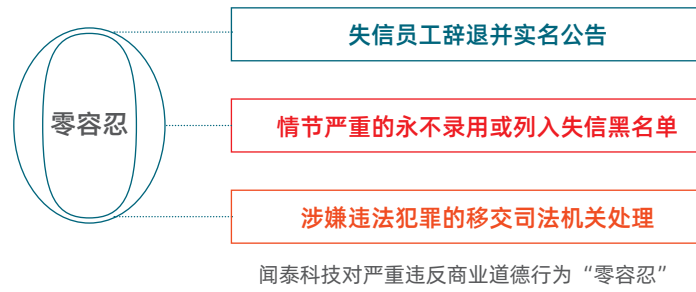 失信员工辞退并实名公告
零容忍
情节严重的永不录用或列入失信黑名单
涉嫌违法犯罪的移交司法机关处理
闻泰科技对严重违反商业道德行为“零容忍”